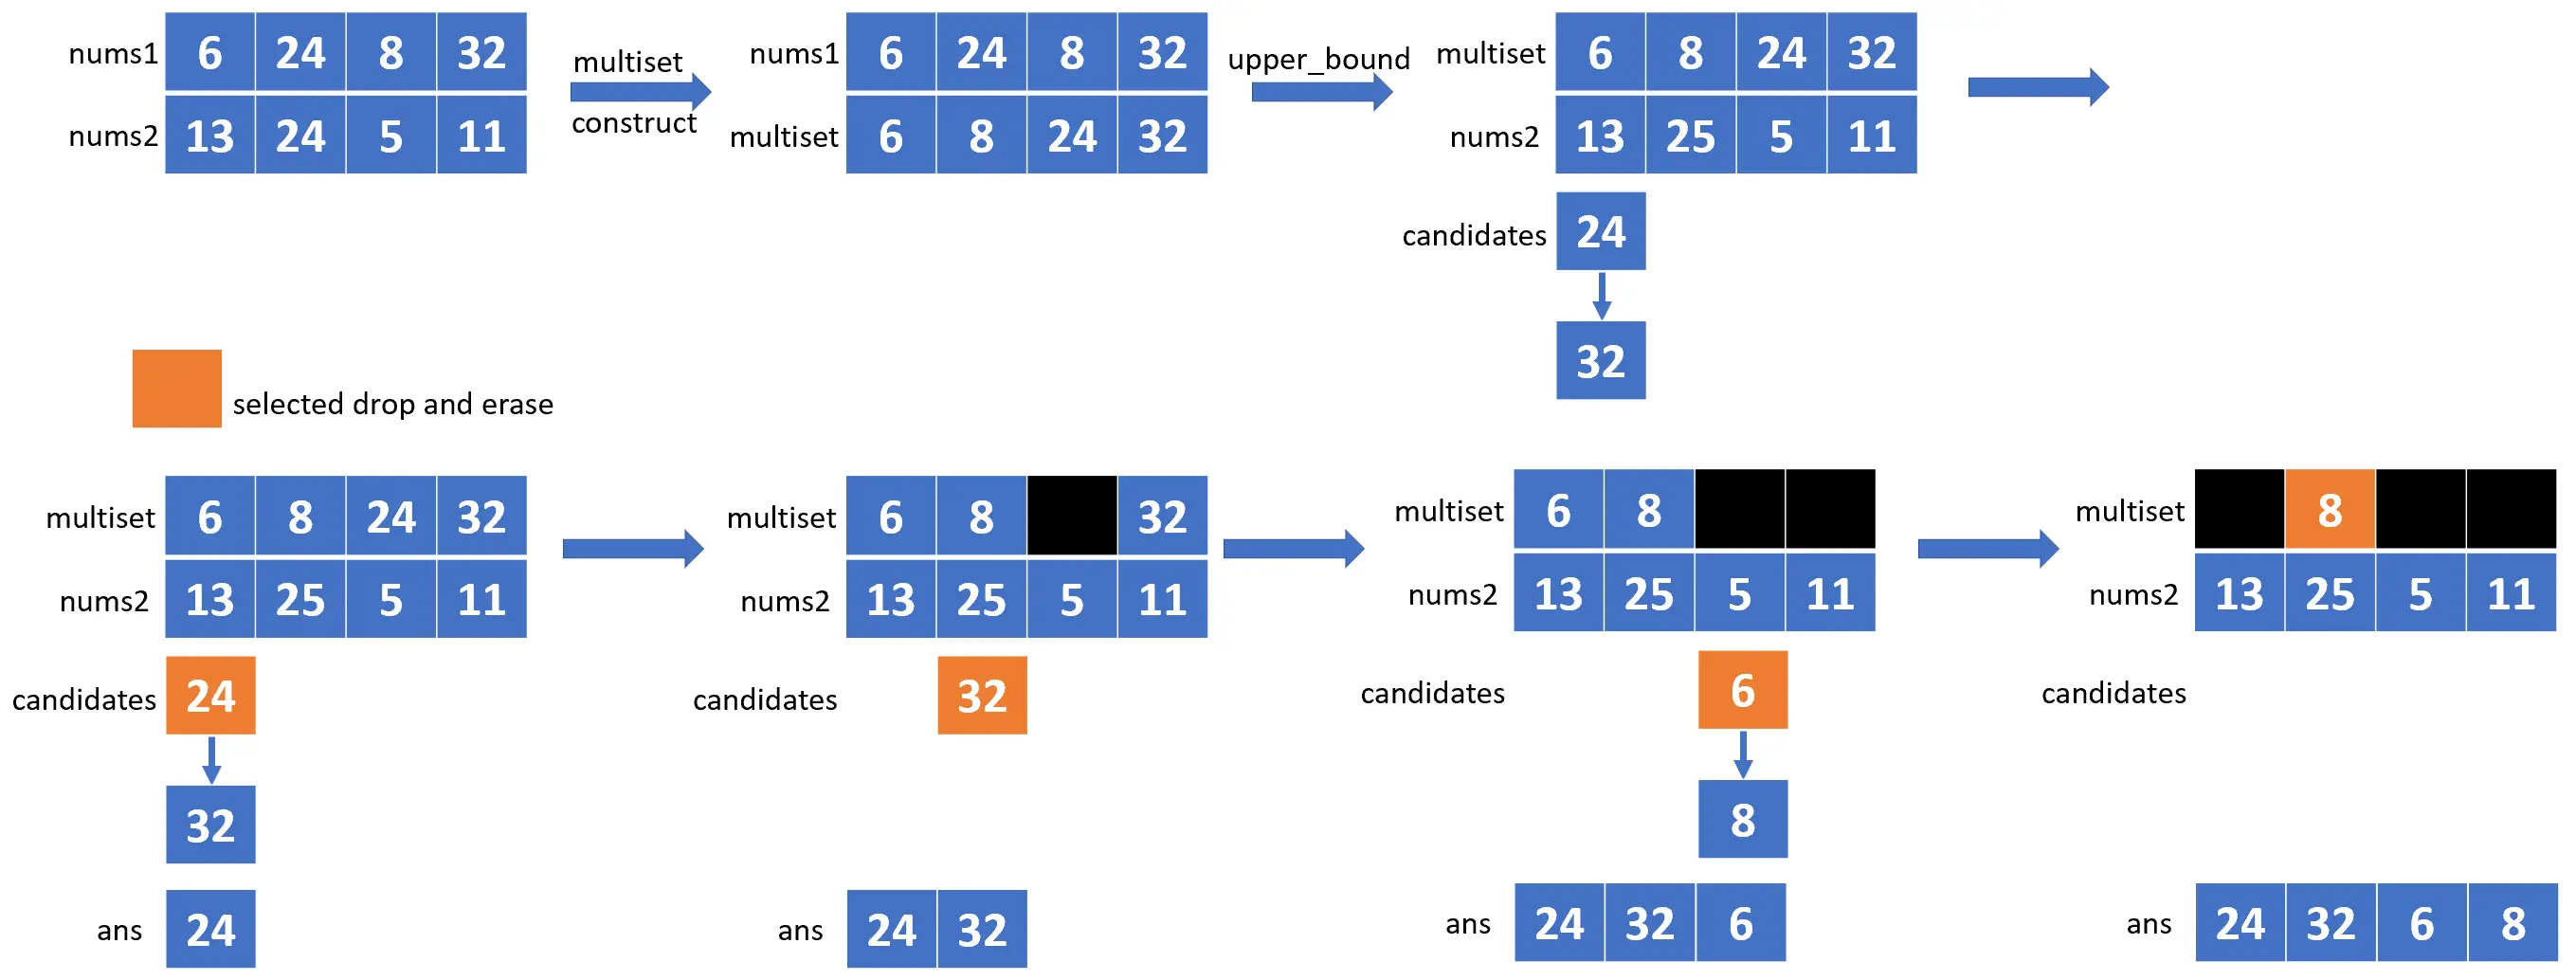 nums1 6 24 8 32
nums2 13 24 5 11
multiset
construct
nums1 6 24 8 32
multiset 6 8 24 32
upper_bound
multiset 6 8 24 32
nums2 13 25 5 11
candidates 24
32
selected drop and erase
multiset 6 8 24 32
nums2 13 25 5 11
candidates 24
32
ans 24
multiset 6 8 32
nums2 13 25 5 11
candidates 32
ans 24 32
multiset 6 8
nums2 13 25 5 11
candidates 6
8
ans 24 32 6
multiset 8
nums2 13 25 5 11
candidates
ans 24 32 6 8